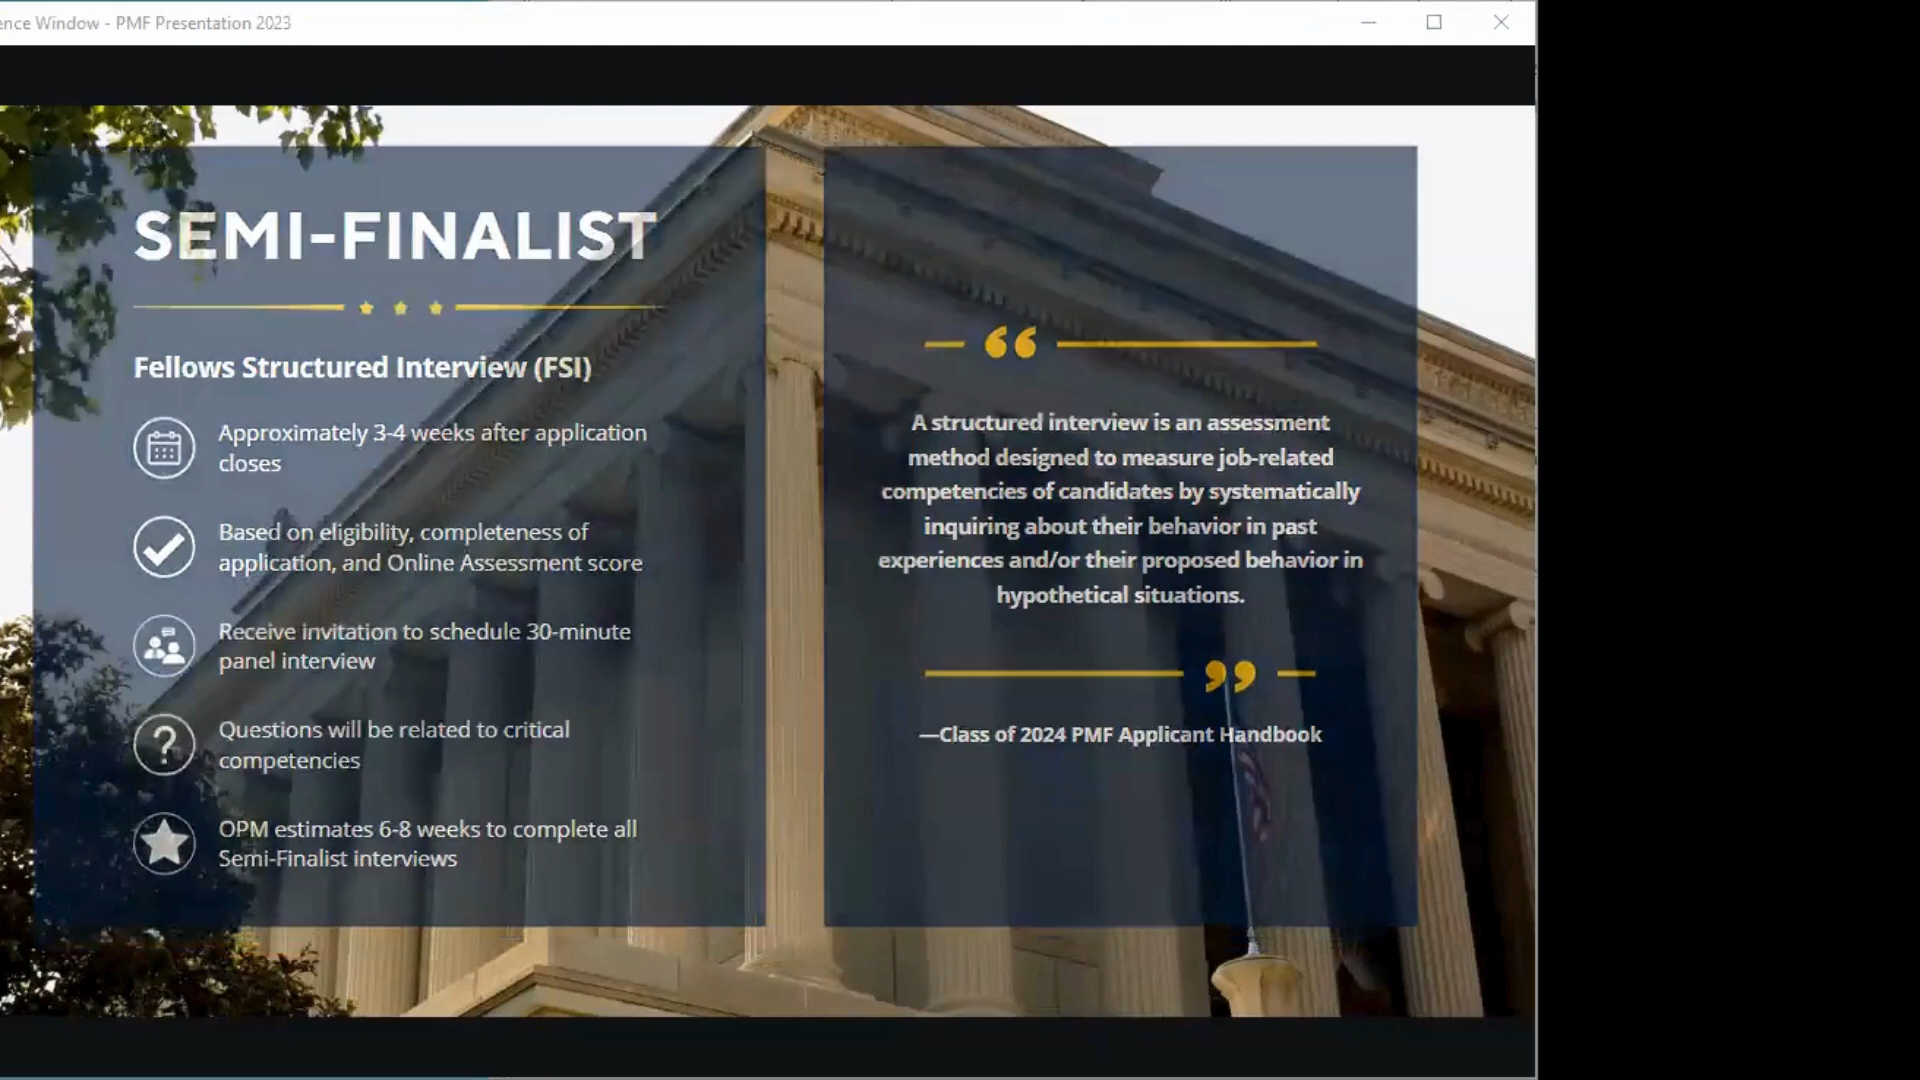 ence Window - PMF Presentation 2023
SEMI-FINALIST
Fellows Structured Interview (FSI)
Approximately 3-4 weeks after application
closes
Based on eligibility, completeness of
application, and Online Assessment score
Receive invitation to schedule 30-minute
panel interview
Questions will be related to critical
competencies
OPM estimates 6-8 weeks to complete all
Semi-Finalist interviews
“
A structured interview is an assessment
method designed to measure job-related
competencies of candidates by systematically
inquiring about their behavior in past
experiences and/or their proposed behavior in
hypothetical situations.
”
—Class of 2024 PMF Applicant Handbook